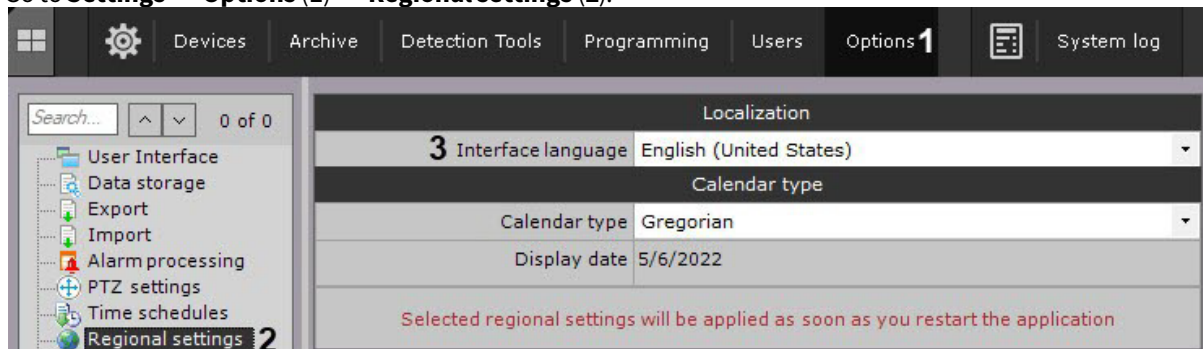 Go to Settings → Options (1) → Regional settings (2).
Devices Archive Detection Tools Programming Users Options 1 System log
Search... 0 of 0
Localization
3 Interface language English (United States)
User Interface
Calendar type
Data storage
Export
Calendar type Gregorian
Import
Display date 5/6/2022
Alarm processing
PTZ settings
Time schedules
Selected regional settings will be applied as soon as you restart the application
Regional settings 2